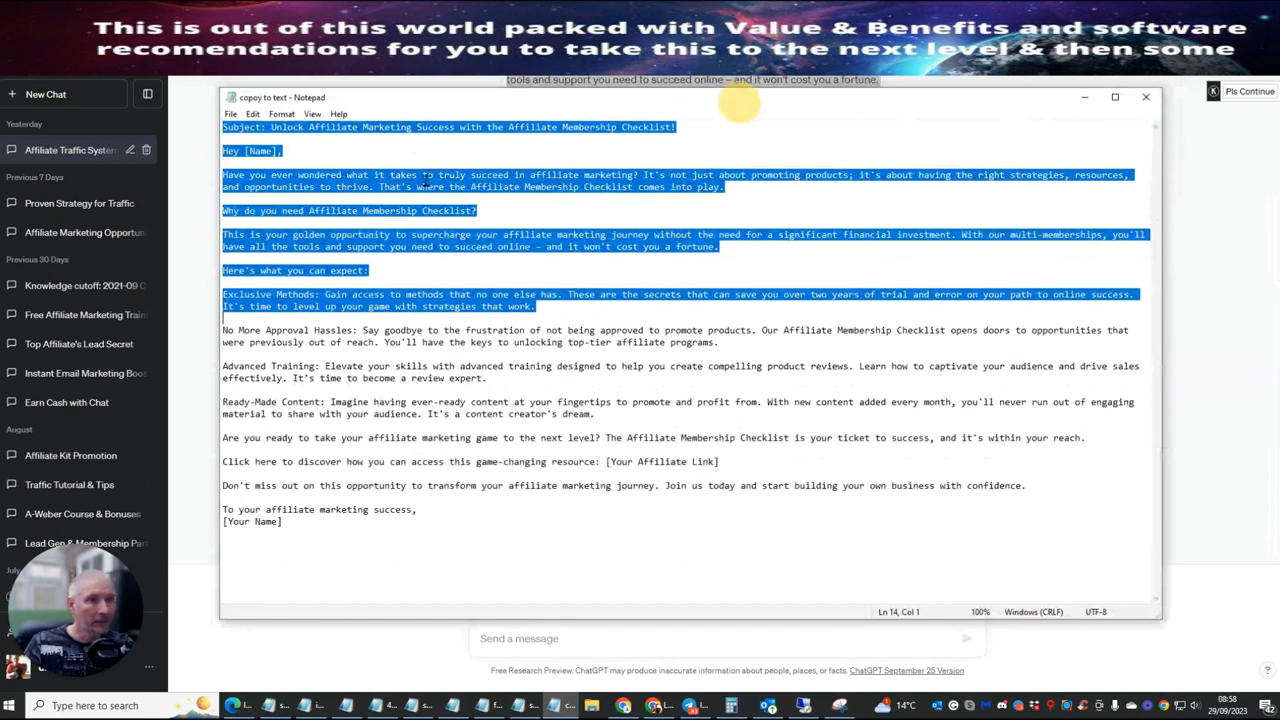 This is out of this world packed with Value & Benefits and software
recomendations for you to take this to the next level & then some
tools and support you need to succeed online – and it won't cost you a fortune.
K Pls Continue
Yesterday
Affiliate Traffic System
Previous 7 Days
Proven Strategy for Traffic
Affiliate Marketing Opportun
Previous 30 Days
Knowledge cutoff: 2021-09 C
Free Affiliate Marketing Train
Top Affiliate's Lead Secret
Instant Email Marketing Boo
Earn Cash with Chat
August
Affiliate Kit Promotion
Traffic Tutorial & Tips
A-Weber Course & Bonuses
Lead Gen & Membership Part
July
copoy to text - Notepad
File Edit Format View Help
Subject: Unlock Affiliate Marketing Success with the Affiliate Membership Checklist!
Hey [Name],
Have you ever wondered what it takes to truly succeed in affiliate marketing? It's not just about promoting products; it's about having the right strategies, resources,
and opportunities to thrive. That's where the Affiliate Membership Checklist comes into play.
Why do you need Affiliate Membership Checklist?
This is your golden opportunity to supercharge your affiliate marketing journey without the need for a significant financial investment. With our multi-memberships, you'll
have all the tools and support you need to succeed online – and it won't cost you a fortune.
Here's what you can expect:
Exclusive Methods: Gain access to methods that no one else has. These are the secrets that can save you over two years of trial and error on your path to online success.
It's time to level up your game with strategies that work.
No More Approval Hassles: Say goodbye to the frustration of not being approved to promote products. Our Affiliate Membership Checklist opens doors to opportunities that
were previously out of reach. You'll have the keys to unlocking top-tier affiliate programs.
Advanced Training: Elevate your skills with advanced training designed to help you create compelling product reviews. Learn how to captivate your audience and drive sales
effectively. It's time to become a review expert.
Ready-Made Content: Imagine having ever-ready content at your fingertips to promote and profit from. With new content added every month, you'll never run out of engaging
material to share with your audience. It's a content creator's dream.
Are you ready to take your affiliate marketing game to the next level? The Affiliate Membership Checklist is your ticket to success, and it's within your reach.
Click here to discover how you can access this game-changing resource: [Your Affiliate Link]
Don't miss out on this opportunity to transform your affiliate marketing journey. Join us today and start building your own business with confidence.
To your affiliate marketing success,
[Your Name]
Ln 14, Col 1 100% Windows (CRLF) UTF-8
Send a message
Free Research Preview. ChatGPT may produce inaccurate information about people, places, or facts. ChatGPT September 25 Version
?
Type here to search
14°C
08:58
29/09/2023